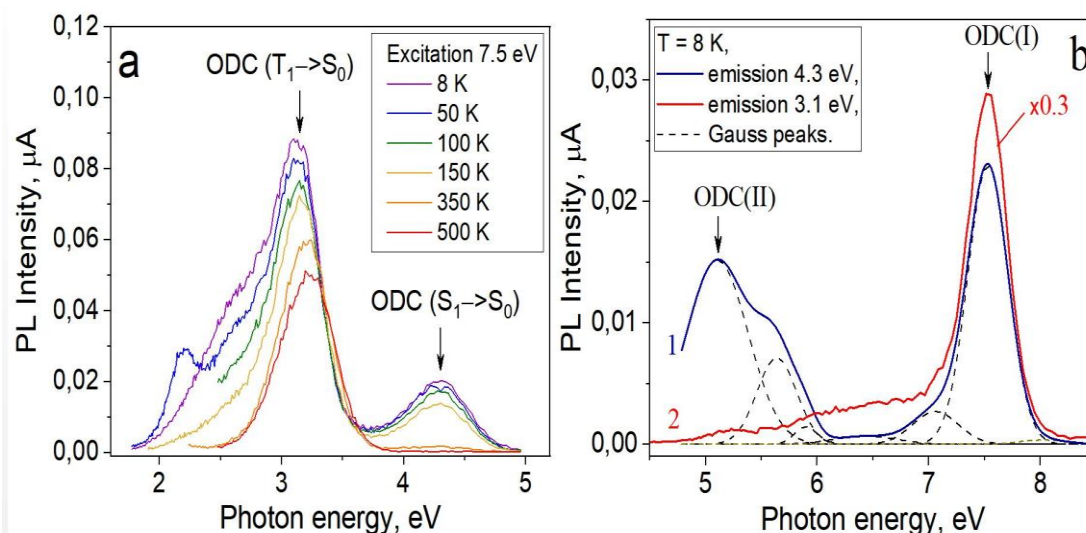 a
ODC (T₁–>S₀)
Excitation 7.5 eV
8 K
50 K
100 K
150 K
350 K
500 K
ODC (S₁–>S₀)
0,12
0,10
0,08
0,06
0,04
0,02
0,00
PL Intensity, µA
2 3 4 5
Photon energy, eV
b
ODC(I)
T = 8 K,
emission 4.3 eV,
emission 3.1 eV,
Gauss peaks.
x0.3
ODC(II)
1
2
0,03
0,02
0,01
0,00
PL Intensity, µA
5 6 7 8
Photon energy, eV